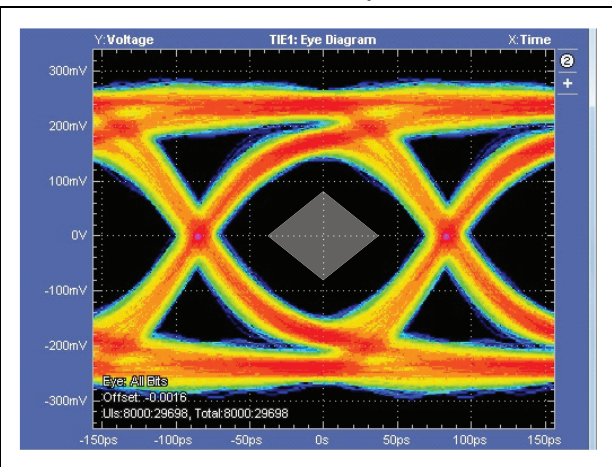 Y:Voltage TIE1: Eye Diagram X:Time
2
+
300mV
200mV
100mV
0V
-100mV
-200mV
-300mV
Eye: All Bits
Offset: -0.0016
UIs:8000:29698, Total:8000:29698
-150ps -100ps -50ps 0s 50ps 100ps 150ps